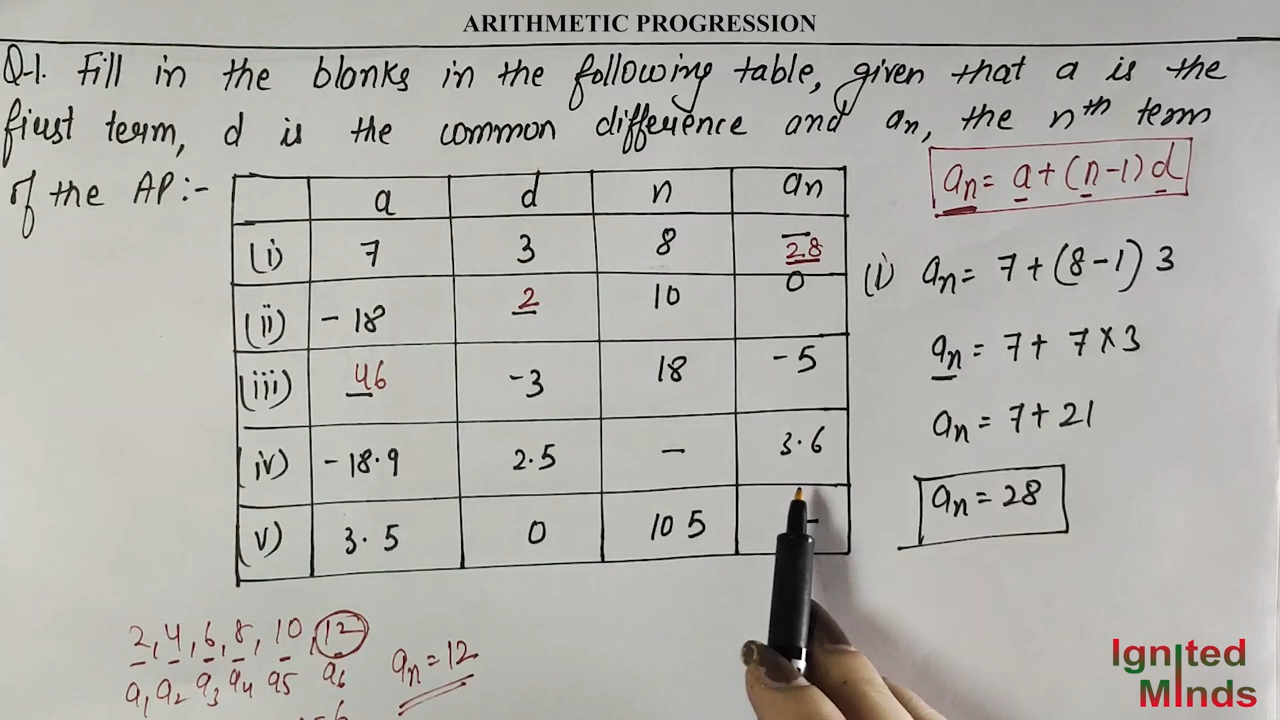 ARITHMETIC PROGRESSION
Q-1. Fill in the blanks in the following table, given that a is the
first term, d is the common difference and an, the nth term
of the AP:-
a d n an
(i) 7 3 8 28
(ii) -18 2 10 0
(iii) 46 -3 18 -5
(iv) -18.9 2.5 — 3.6
(v) 3.5 0 105 -
an = a + (n-1) d
(i) an = 7 + (8-1) 3
an = 7 + 7 × 3
an = 7 + 21
an = 28
2, 4, 6, 8, 10, 12
a1 a2 a3 a4 a5 a6
an = 12
Ignited
Minds